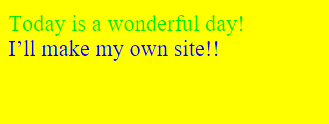 Today is a wonderful day!
I’ll make my own site!!